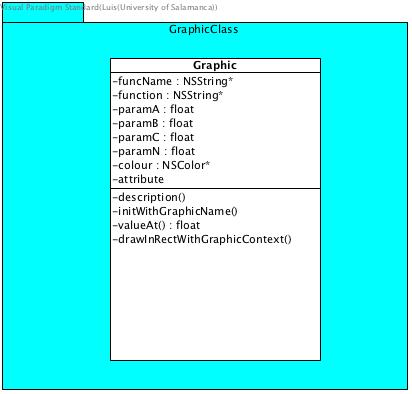 Visual Paradigm Standard(Luis(University of Salamanca))
GraphicClass
Graphic
-funcName : NSString*
-function : NSString*
-paramA : float
-paramB : float
-paramC : float
-paramN : float
-colour : NSColor*
-attribute
-description()
-initWithGraphicName()
-valueAt() : float
-drawInRectWithGraphicContext()